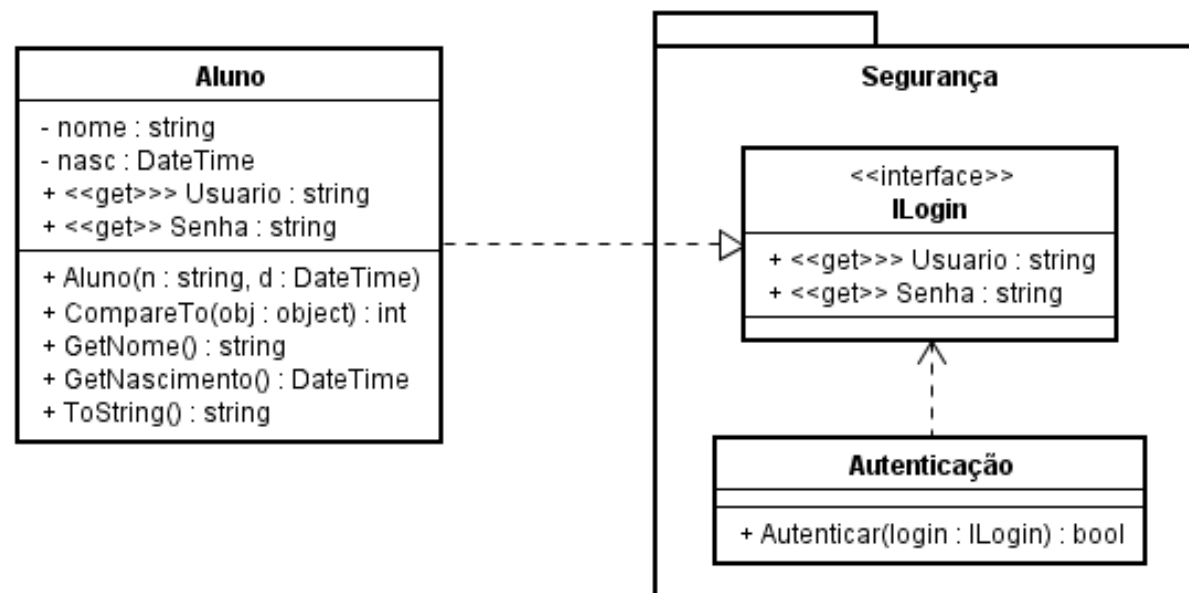 Aluno
- nome : string
- nasc : DateTime
+ <<get>>> Usuario : string
+ <<get>> Senha : string
+ Aluno(n : string, d : DateTime)
+ CompareTo(obj : object) : int
+ GetNome() : string
+ GetNascimento() : DateTime
+ ToString() : string
Segurança
<<interface>>
ILogin
+ <<get>>> Usuario : string
+ <<get>> Senha : string
Autenticação
+ Autenticar(login : ILogin) : bool